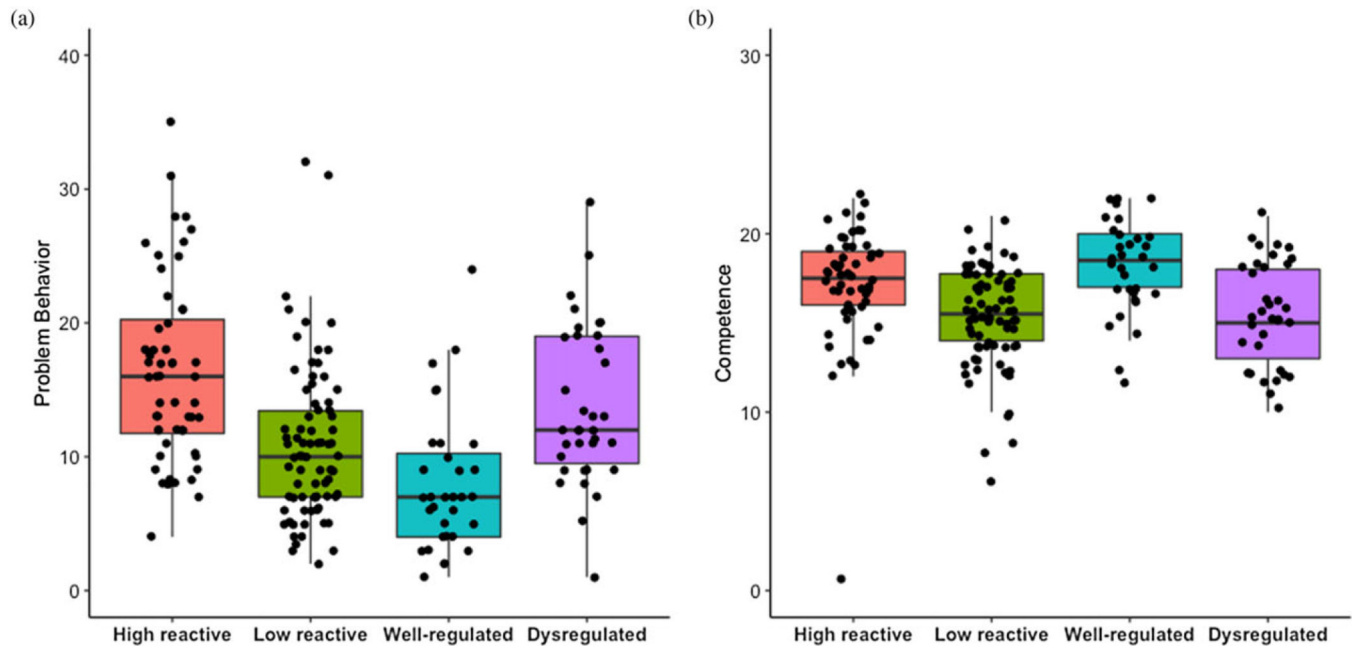 (a)
Problem Behavior
40
30
20
10
0
High reactive Low reactive Well-regulated Dysregulated
(b)
Competence
30
20
10
0
High reactive Low reactive Well-regulated Dysregulated